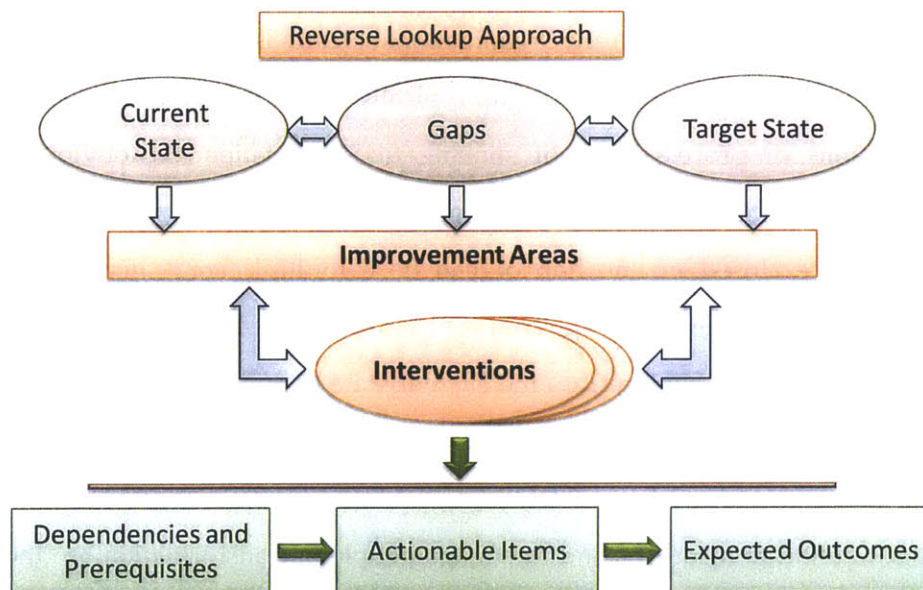 Reverse Lookup Approach
Current
State
Gaps
Target State
Improvement Areas
Interventions
Dependencies and
Prerequisites
Actionable Items
Expected Outcomes